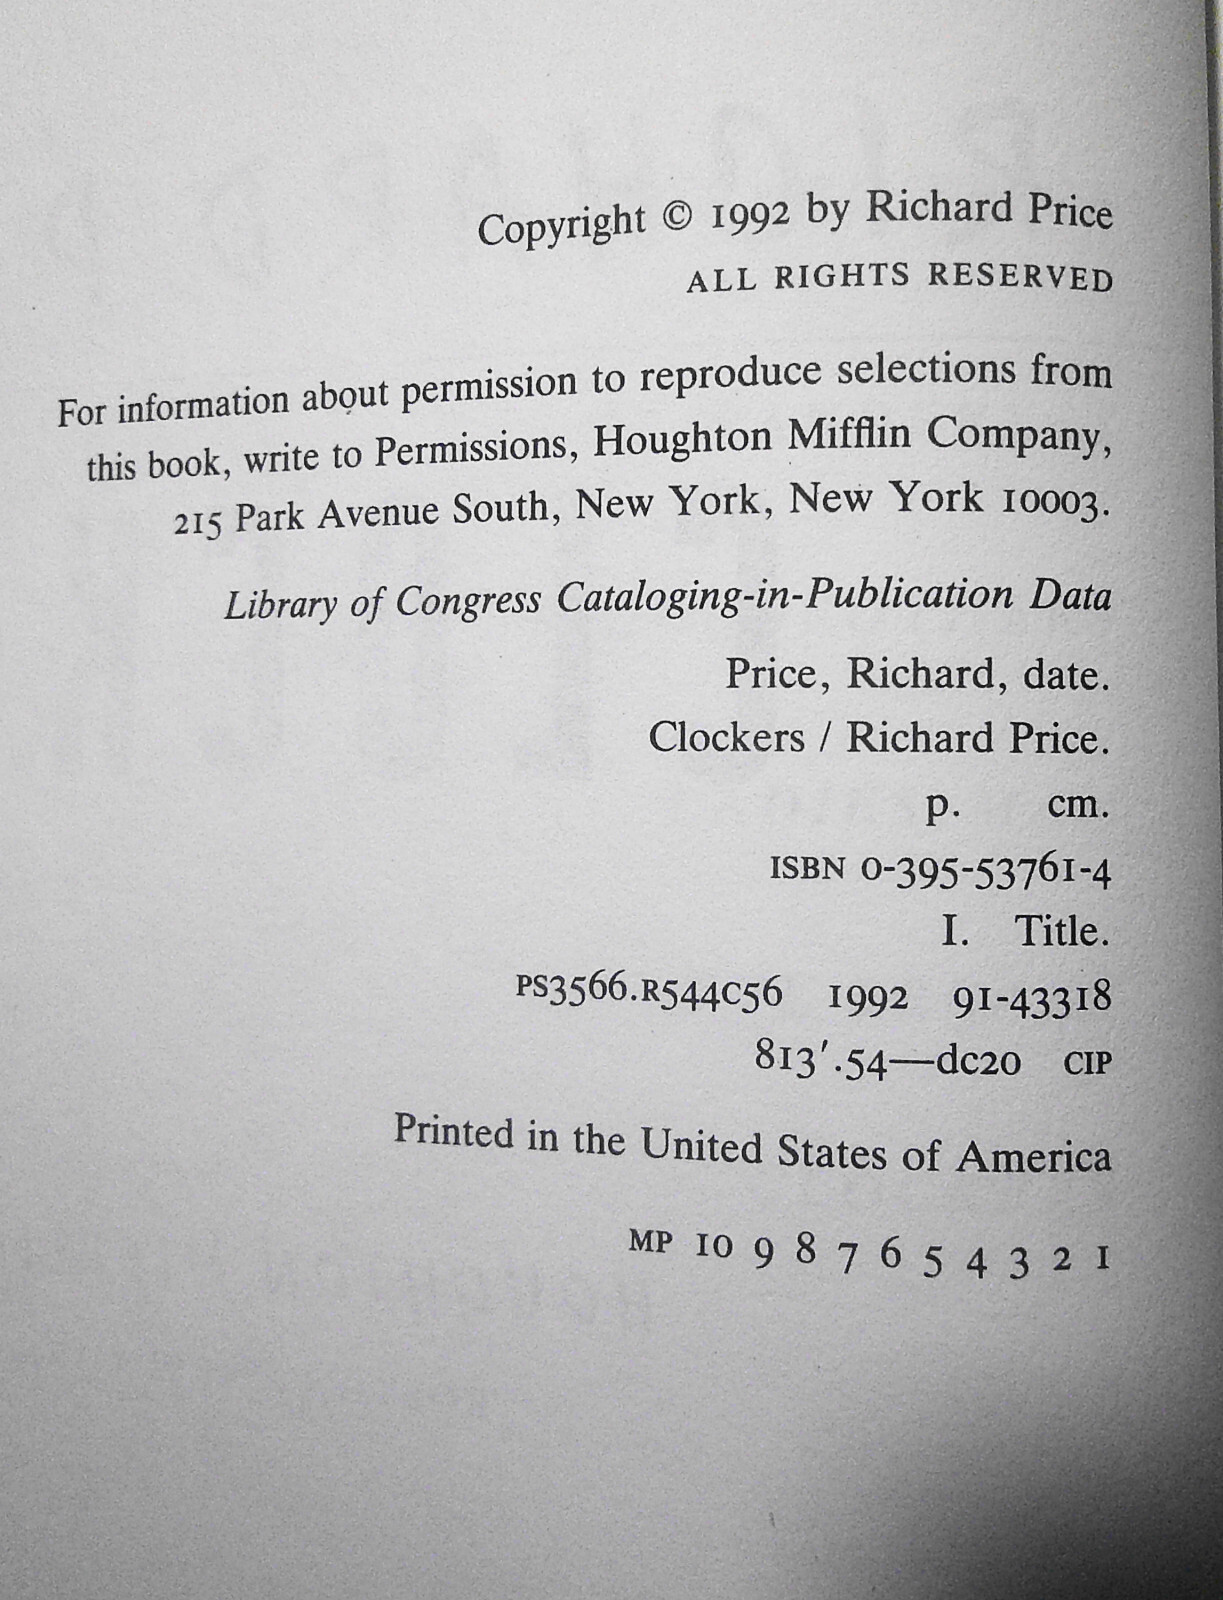 Copyright © 1992 by Richard Price
ALL RIGHTS RESERVED
For information about permission to reproduce selections from
this book, write to Permissions, Houghton Mifflin Company,
215 Park Avenue South, New York, New York 10003.
Library of Congress Cataloging-in-Publication Data
Price, Richard, date.
Clockers / Richard Price.
p. cm.
ISBN 0-395-53761-4
I. Title.
PS3566.R544C56 1992 91-43318
813′.54—dc20 CIP
Printed in the United States of America
MP 10 9 8 7 6 5 4 3 2 1